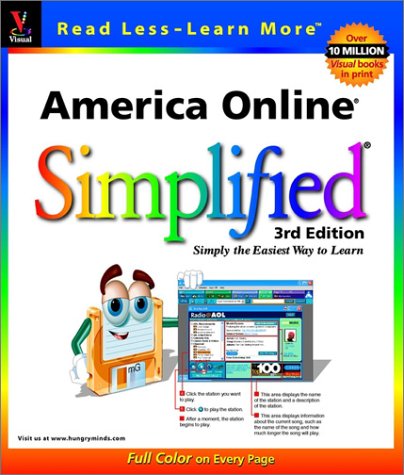 Visual
Read Less-Learn More™
Over
10 MILLION
Visual books
in print
America Online®
Simplified®
3rd Edition
Simply the Easiest Way to Learn
Radio@AOL
100
mG
1 Click the station you want
to play.
2 Click to play the station.
After a moment, the station
begins to play.
This area displays the
name of the station and a
description of the station.
This area displays information
about the current song, such as
the name of the song and how
much longer the song will play.
Visit us at www.hungryminds.com
Full Color on Every Page